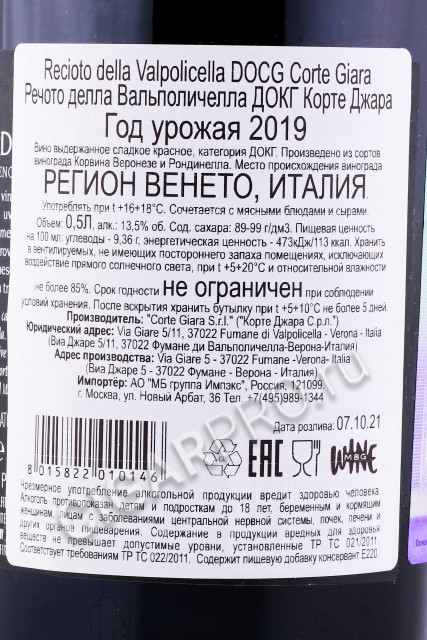 Recioto della Valpolicella DOCG Corte Giara
Речото делла Вальполичелла ДОКГ Корте Джара
Год урожая 2019
Вино выдержанное сладкое красное, категория ДОКГ. Произведено из сортов
винограда Корвина Веронезе и Рондинелла. Место происхождения винограда
РЕГИОН ВЕНЕТО, ИТАЛИЯ.
Употреблять при t +16+18°С. Сочетается с мясными блюдами и сырами.
Объем: 0,5Л, алк.: 13,5% об. Сод. сахара: 89-99 г/дм3. Пищевая ценность
на 100 мл: углеводы - 9,36 г, энергетическая ценность - 473кДж/113 ккал. Хранить
в вентилируемых, не имеющих постороннего запаха помещениях, исключающих
воздействие прямого солнечного света, при t +5+20°С и относительной влажности
не более 85%. Срок годности не ограничен при соблюдении
условий хранения. После вскрытия хранить бутылку при t +5+10°С не более 5 дней.
Производитель: "Corte Giara S.r.l." ("Корте Джара С.р.л.")
Юридический адрес: Via Giare 5/11, 37022 Fumane di Valpolicella - Verona - Italia
(Виа Джаре 5/11, 37022 Фумане ди Вальполичелла-Верона-Италия)
Адрес производства: Via Giare 5 - 37022 Fumane -Verona- Italia
(Виа Джаре 5 - 37022 Фумане - Верона - Италия)
Импортёр: АО "МБ группа Импэкс", Россия, 121099,
г. Москва, ул. Новый Арбат, 36 Тел. +7(495)989-1344
Дата розлива: 07.10.21
8 015822 010146
EAC
WINE
MBG
Чрезмерное употребление алкогольной продукции вредит здоровью человека.
Алкоголь противопоказан детям и подросткам до 18 лет, беременным и кормящим
женщинам, лицам с заболеваниями центральной нервной системы, почек, печени и
других органов пищеварения. Содержание в продукции вредных для здоровья
веществ не превышает допустимые уровни, установленные ТР ТС 021/2011.
Соответствует требованиям ТР ТС 022/2011. Содержит пищевую добавку консервант Е220.